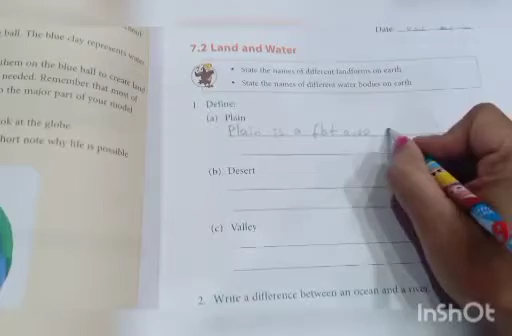 ball. The blue clay represents water
them on the blue ball to create land
needed. Remember that most of
the major part of your model
ok at the globe.
hort note why life is possible
Date:
7.2 Land and Water
• State the names of different landforms on earth
• State the names of different water bodies on earth
1. Define:
(a) Plain
Plain is a flat
(b) Desert
(c) Valley
2. Write a difference between an ocean and a river.
InShOt